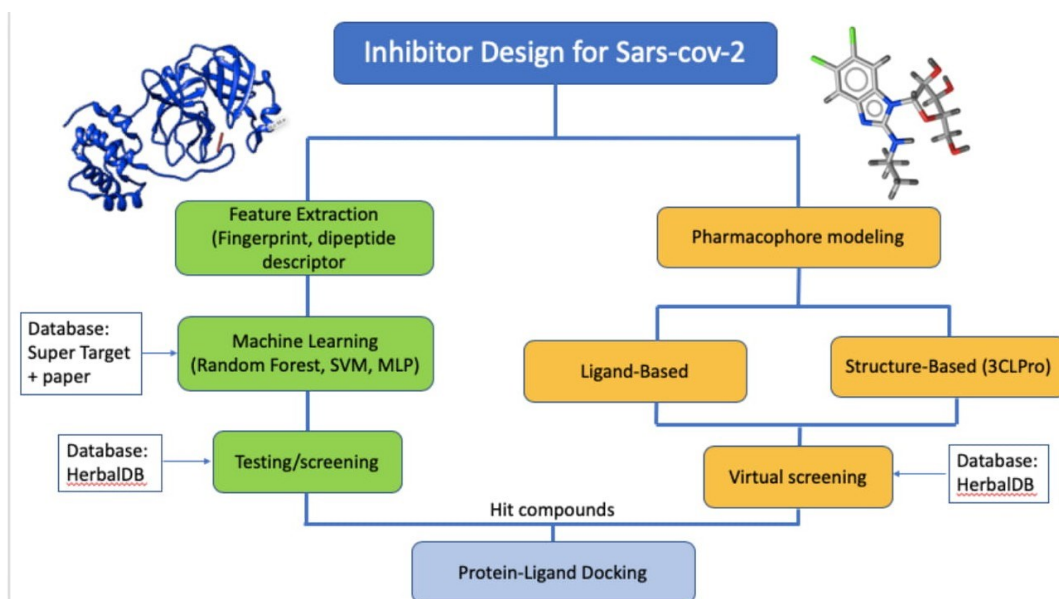 Inhibitor Design for Sars-cov-2
Feature Extraction
(Fingerprint, dipeptide
descriptor
Pharmacophore modeling
Database:
Super Target
+ paper
Machine Learning
(Random Forest, SVM, MLP)
Ligand-Based
Structure-Based (3CLPro)
Database:
HerbalDB
Testing/screening
Virtual screening
Database:
HerbalDB
Hit compounds
Protein-Ligand Docking